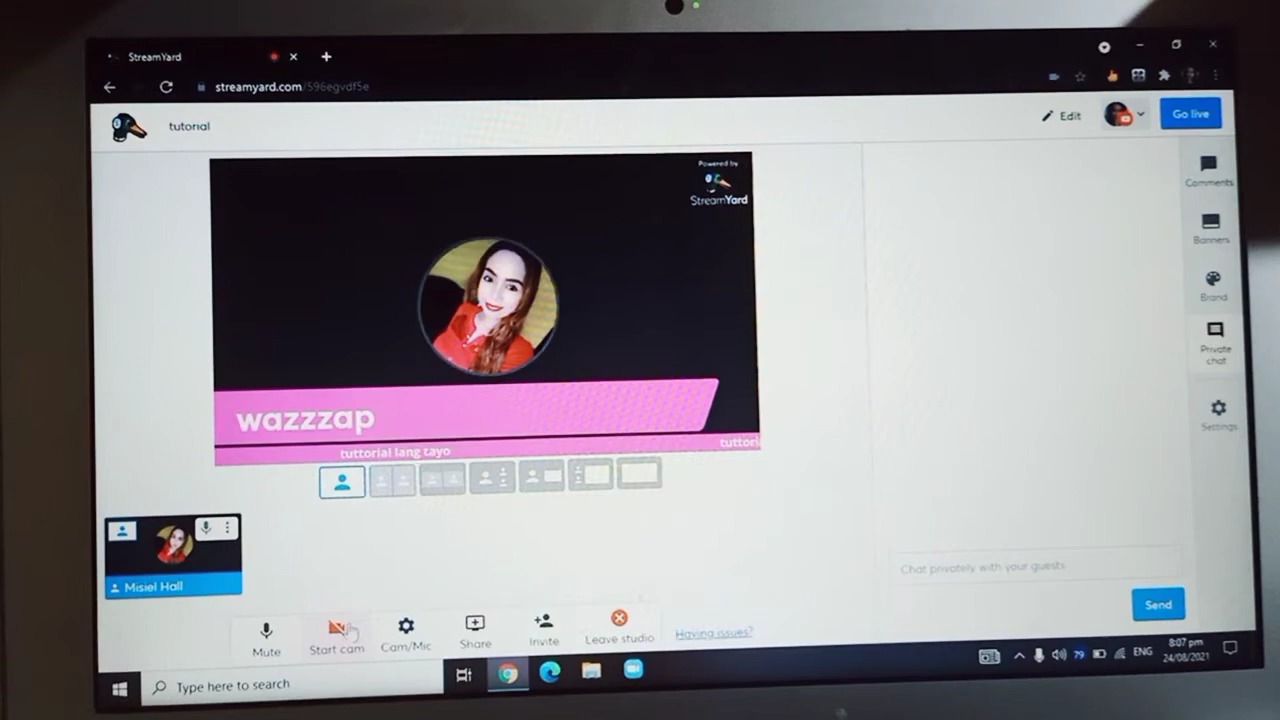 StreamYard
streamyard.com/596egvdf5e
tutorial
Edit
Go live
Powered by
StreamYard
wazzzap
tuttorial lang tayo
tuttori
Comments
Banners
Brand
Private
chat
Settings
Misiel Hall
Chat privately with your guests
Send
Mute
Start cam
Cam/Mic
Share
Invite
Leave studio
Having issues?
Type here to search
79
ENG
8:07 pm
24/08/2021